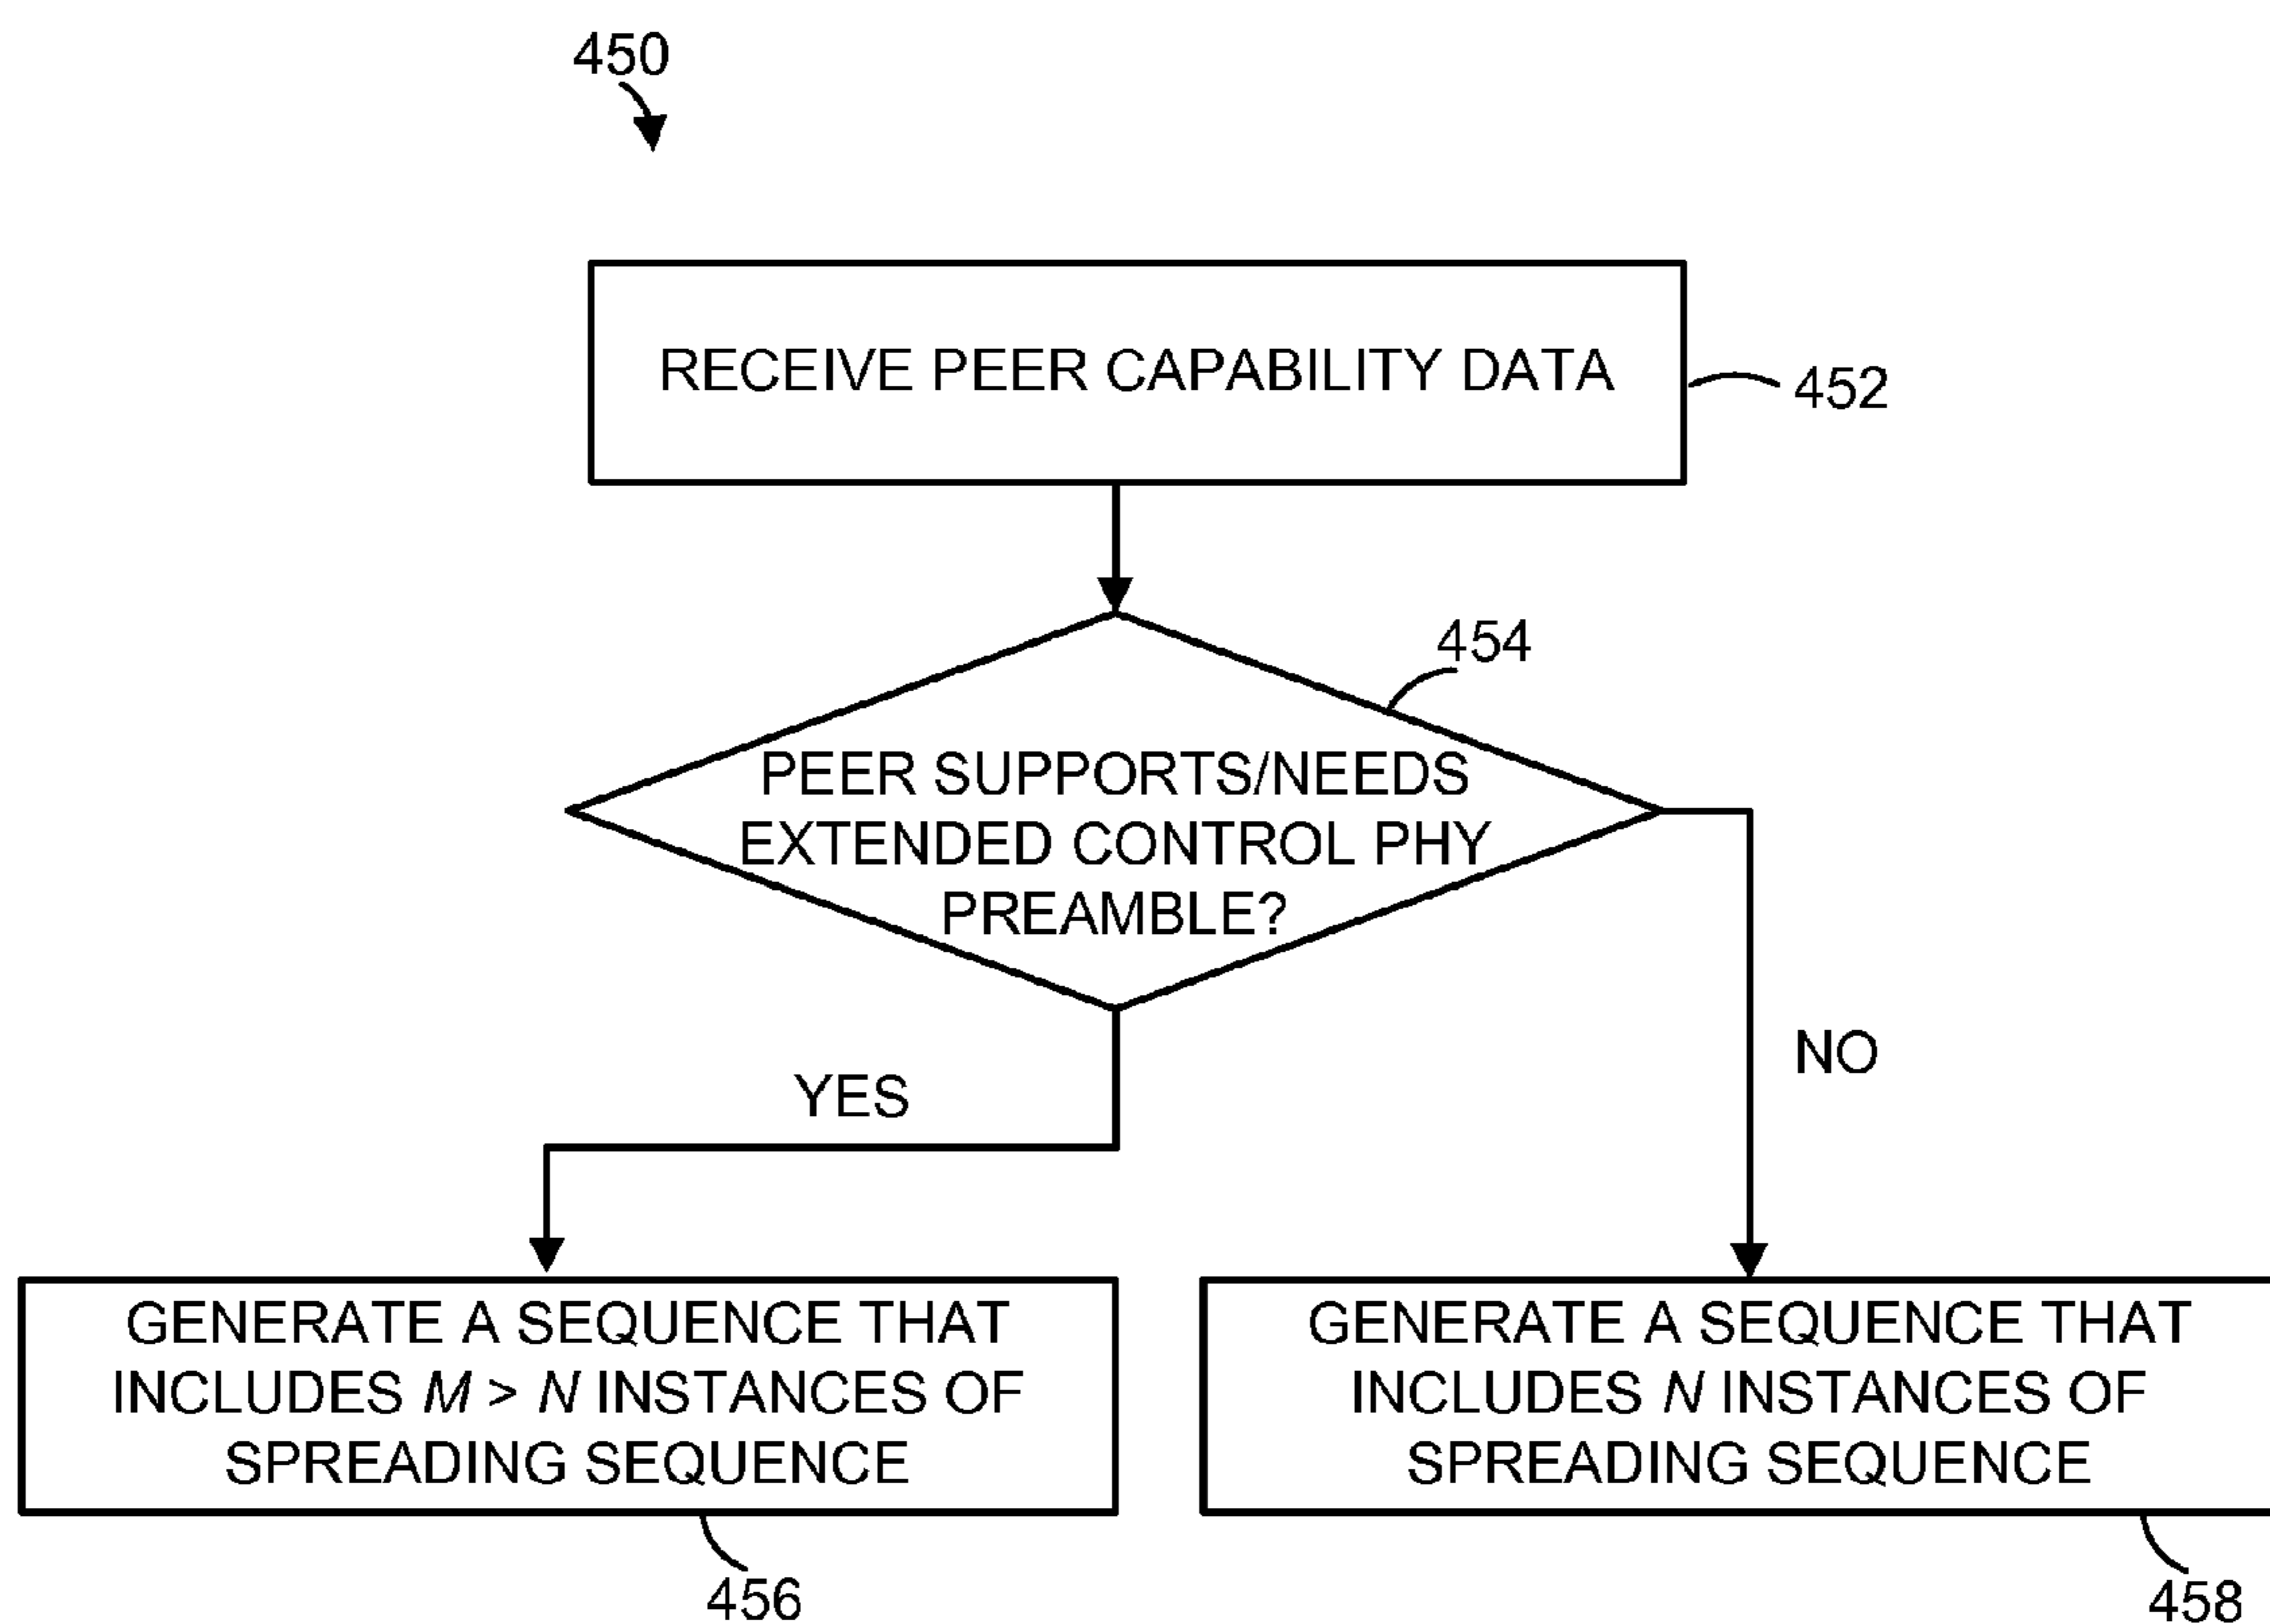 450
RECEIVE PEER CAPABILITY DATA
452
454
PEER SUPPORTS/NEEDS
EXTENDED CONTROL PHY
PREAMBLE?
YES
NO
GENERATE A SEQUENCE THAT
INCLUDES M > N INSTANCES OF
SPREADING SEQUENCE
456
GENERATE A SEQUENCE THAT
INCLUDES N INSTANCES OF
SPREADING SEQUENCE
458